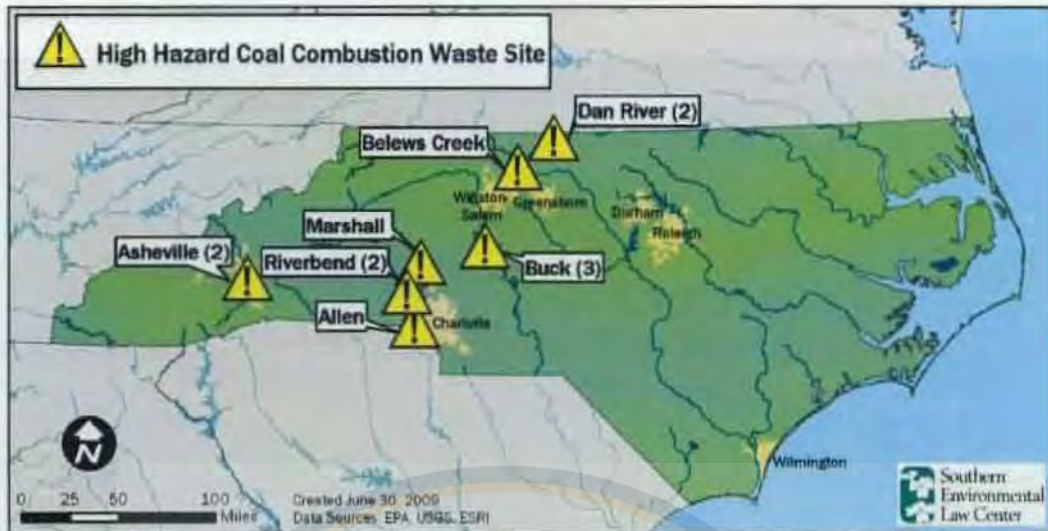 High Hazard Coal Combustion Waste Site
Dan River (2)
Belews Creek
Winston-
Salem
Greensboro
Durham
Raleigh
Marshall
Asheville (2)
Riverbend (2)
Buck (3)
Allen
Charlotte
N
Wilmington
0 25 50 100
Miles
Created June 30, 2009
Data Sources: EPA, USGS, ESRI
Southern
Environmental
Law Center